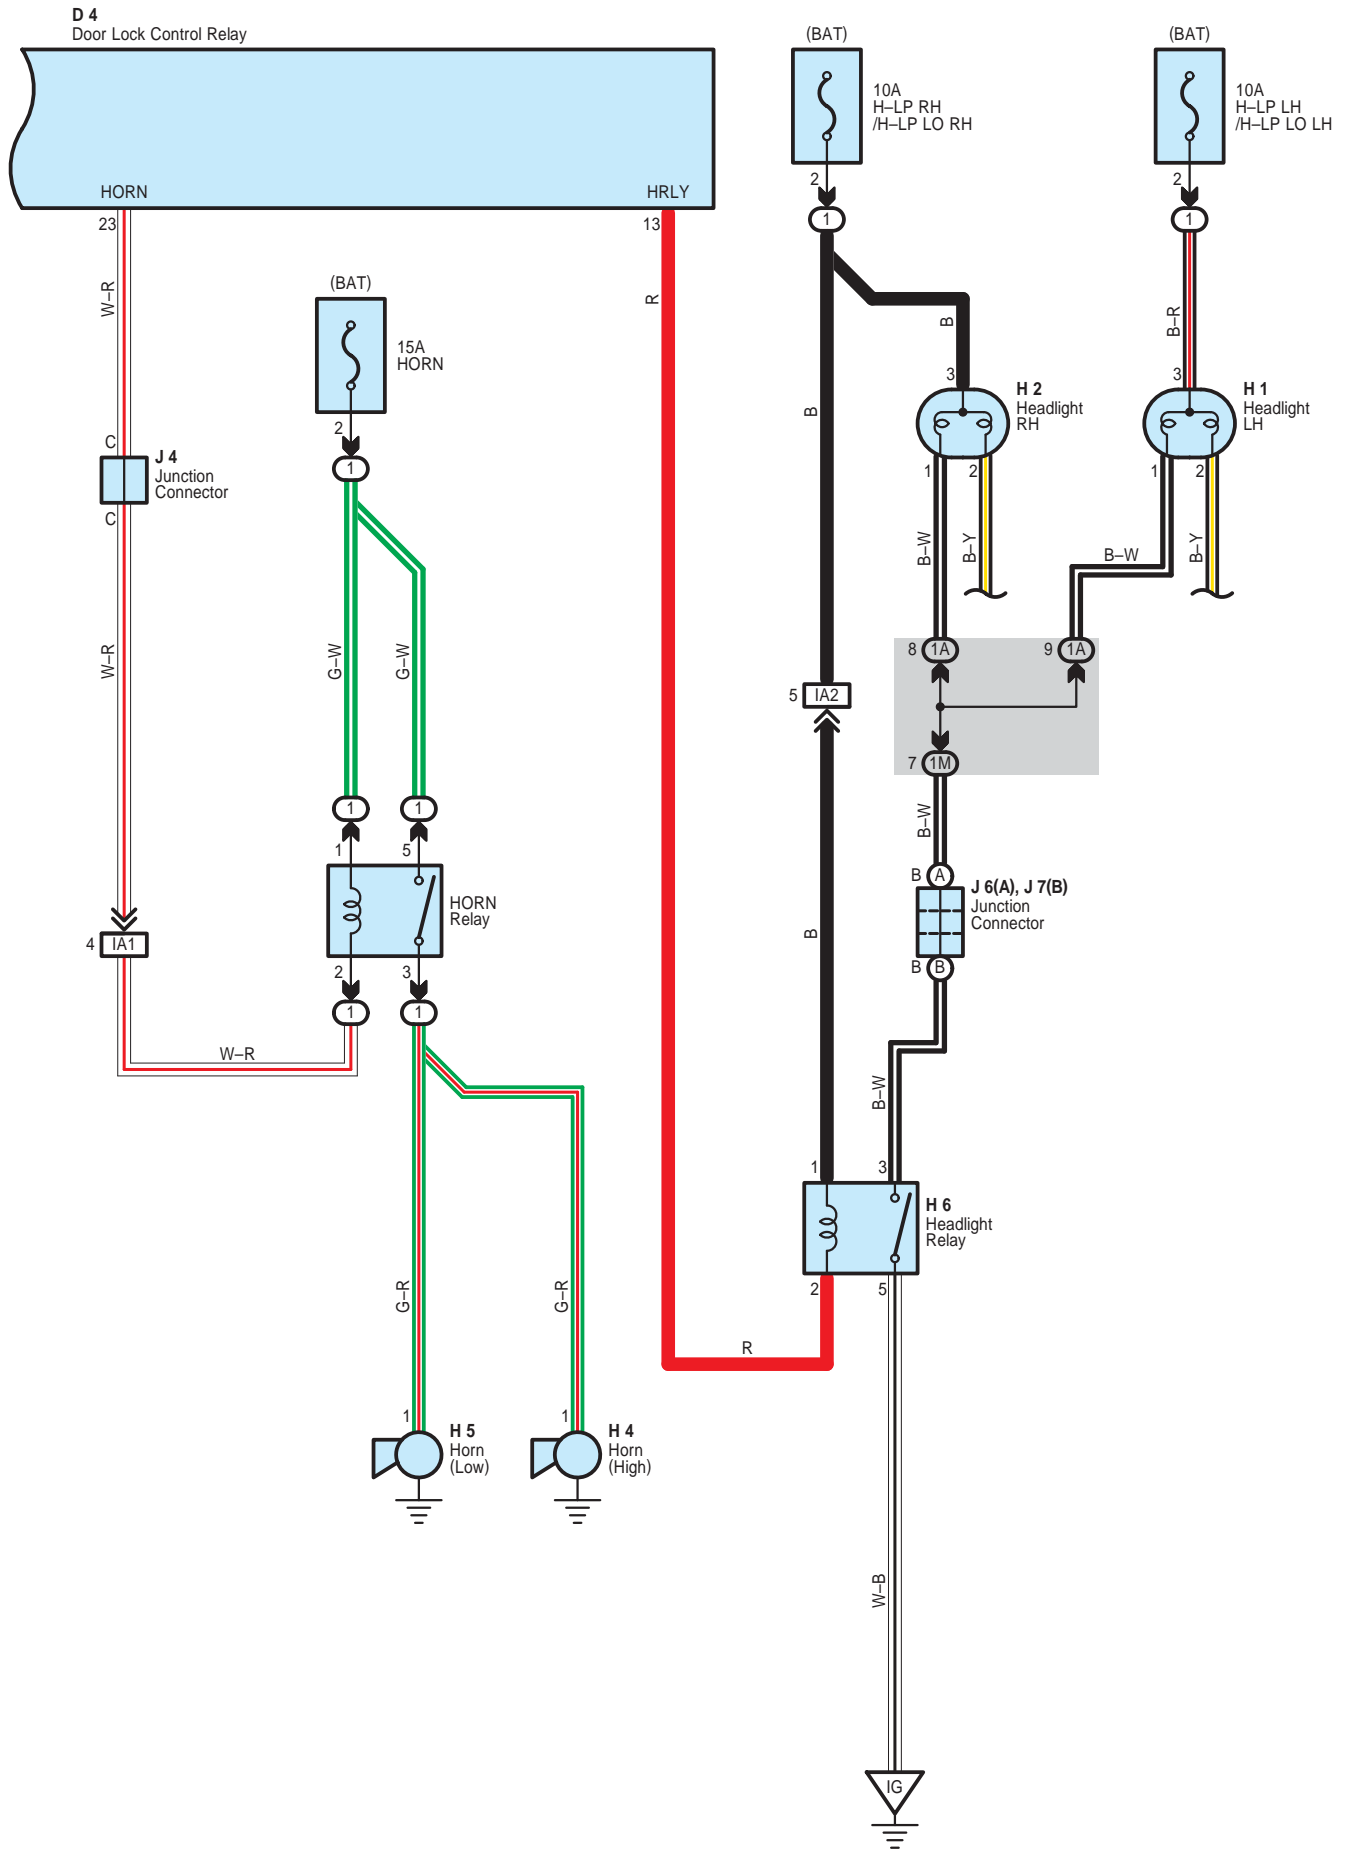 D 4
Door Lock Control Relay
(BAT)
(BAT)
10A
H–LP RH
/H–LP LO RH
10A
H–LP LH
/H–LP LO LH
HORN
HRLY
2
2
23
13
1
1
W–R
(BAT)
R
B
B–R
15A
HORN
3
H 2
Headlight
RH
3
H 1
Headlight
LH
B
2
C
J 4
Junction
Connector
1
1
2
1
2
C
B–W
B–Y
B–W
B–Y
W–R
G–W
G–W
8
1A
9
1A
5
IA2
7
1M
1
1
B–W
1
5
B
A
J 6(A), J 7(B)
Junction
Connector
HORN
Relay
B
4
IA1
2
3
B
B
1
1
W–R
B–W
1
3
H 6
Headlight
Relay
G–R
G–R
2
5
R
1
H 5
Horn
(Low)
1
H 4
Horn
(High)
W–B
IG